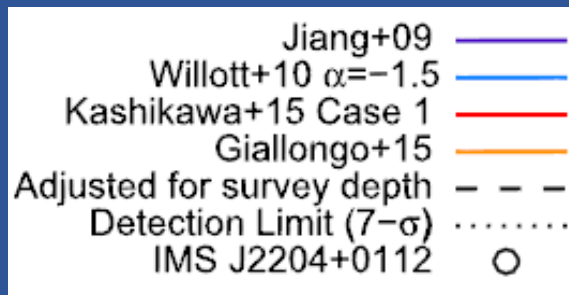 Jiang+09
Willott+10 α=−1.5
Kashikawa+15 Case 1
Giallongo+15
Adjusted for survey depth
Detection Limit (7−σ)
IMS J2204+0112